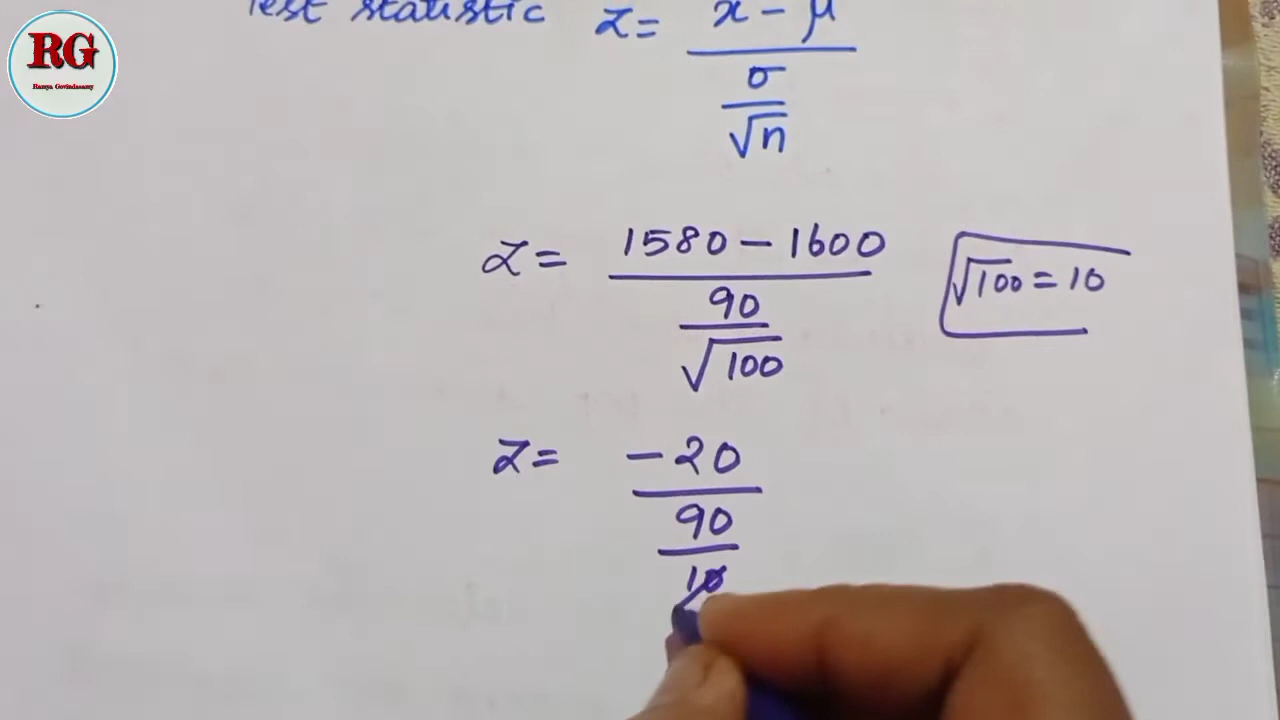 RG
Ramya Govindasamy
Test statistic z = x - μ
σ
√n
z = 1580 - 1600
90
√100
√100 = 10
z = -20
90
10